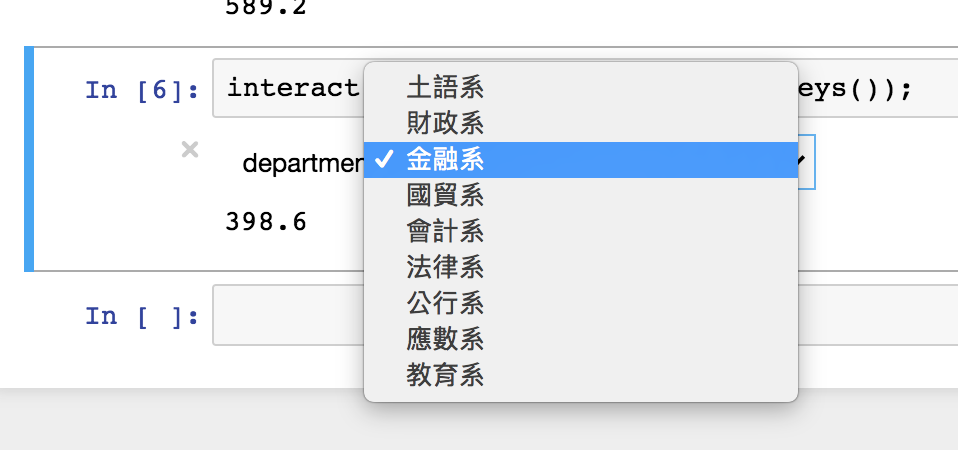 589.2
In [6]: interact eys());
departmen
土語系
財政系
金融系
國貿系
會計系
法律系
公行系
應數系
教育系
398.6
In [ ]: